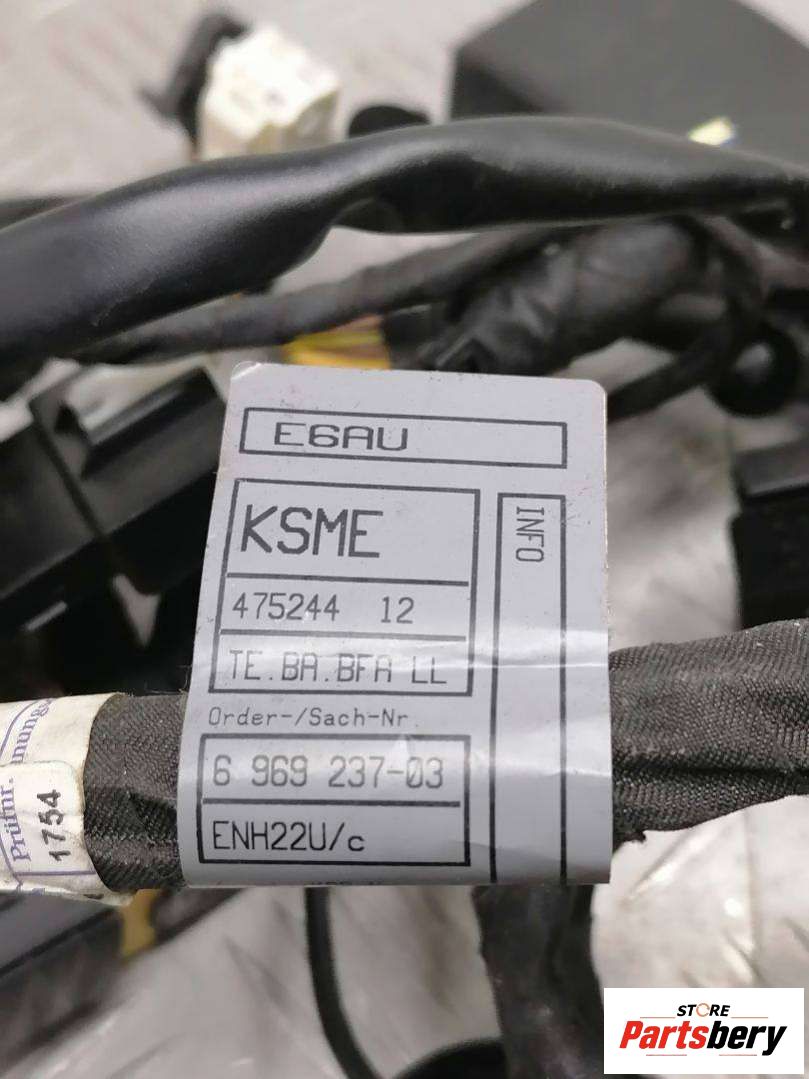 E6AU
KSME
INFO
475244 12
TE.BA.BFA LL
Order-/Sach-Nr.
6 969 237-03
ENH22U/c
Prüfnr.
1754
STORE
Partsbery